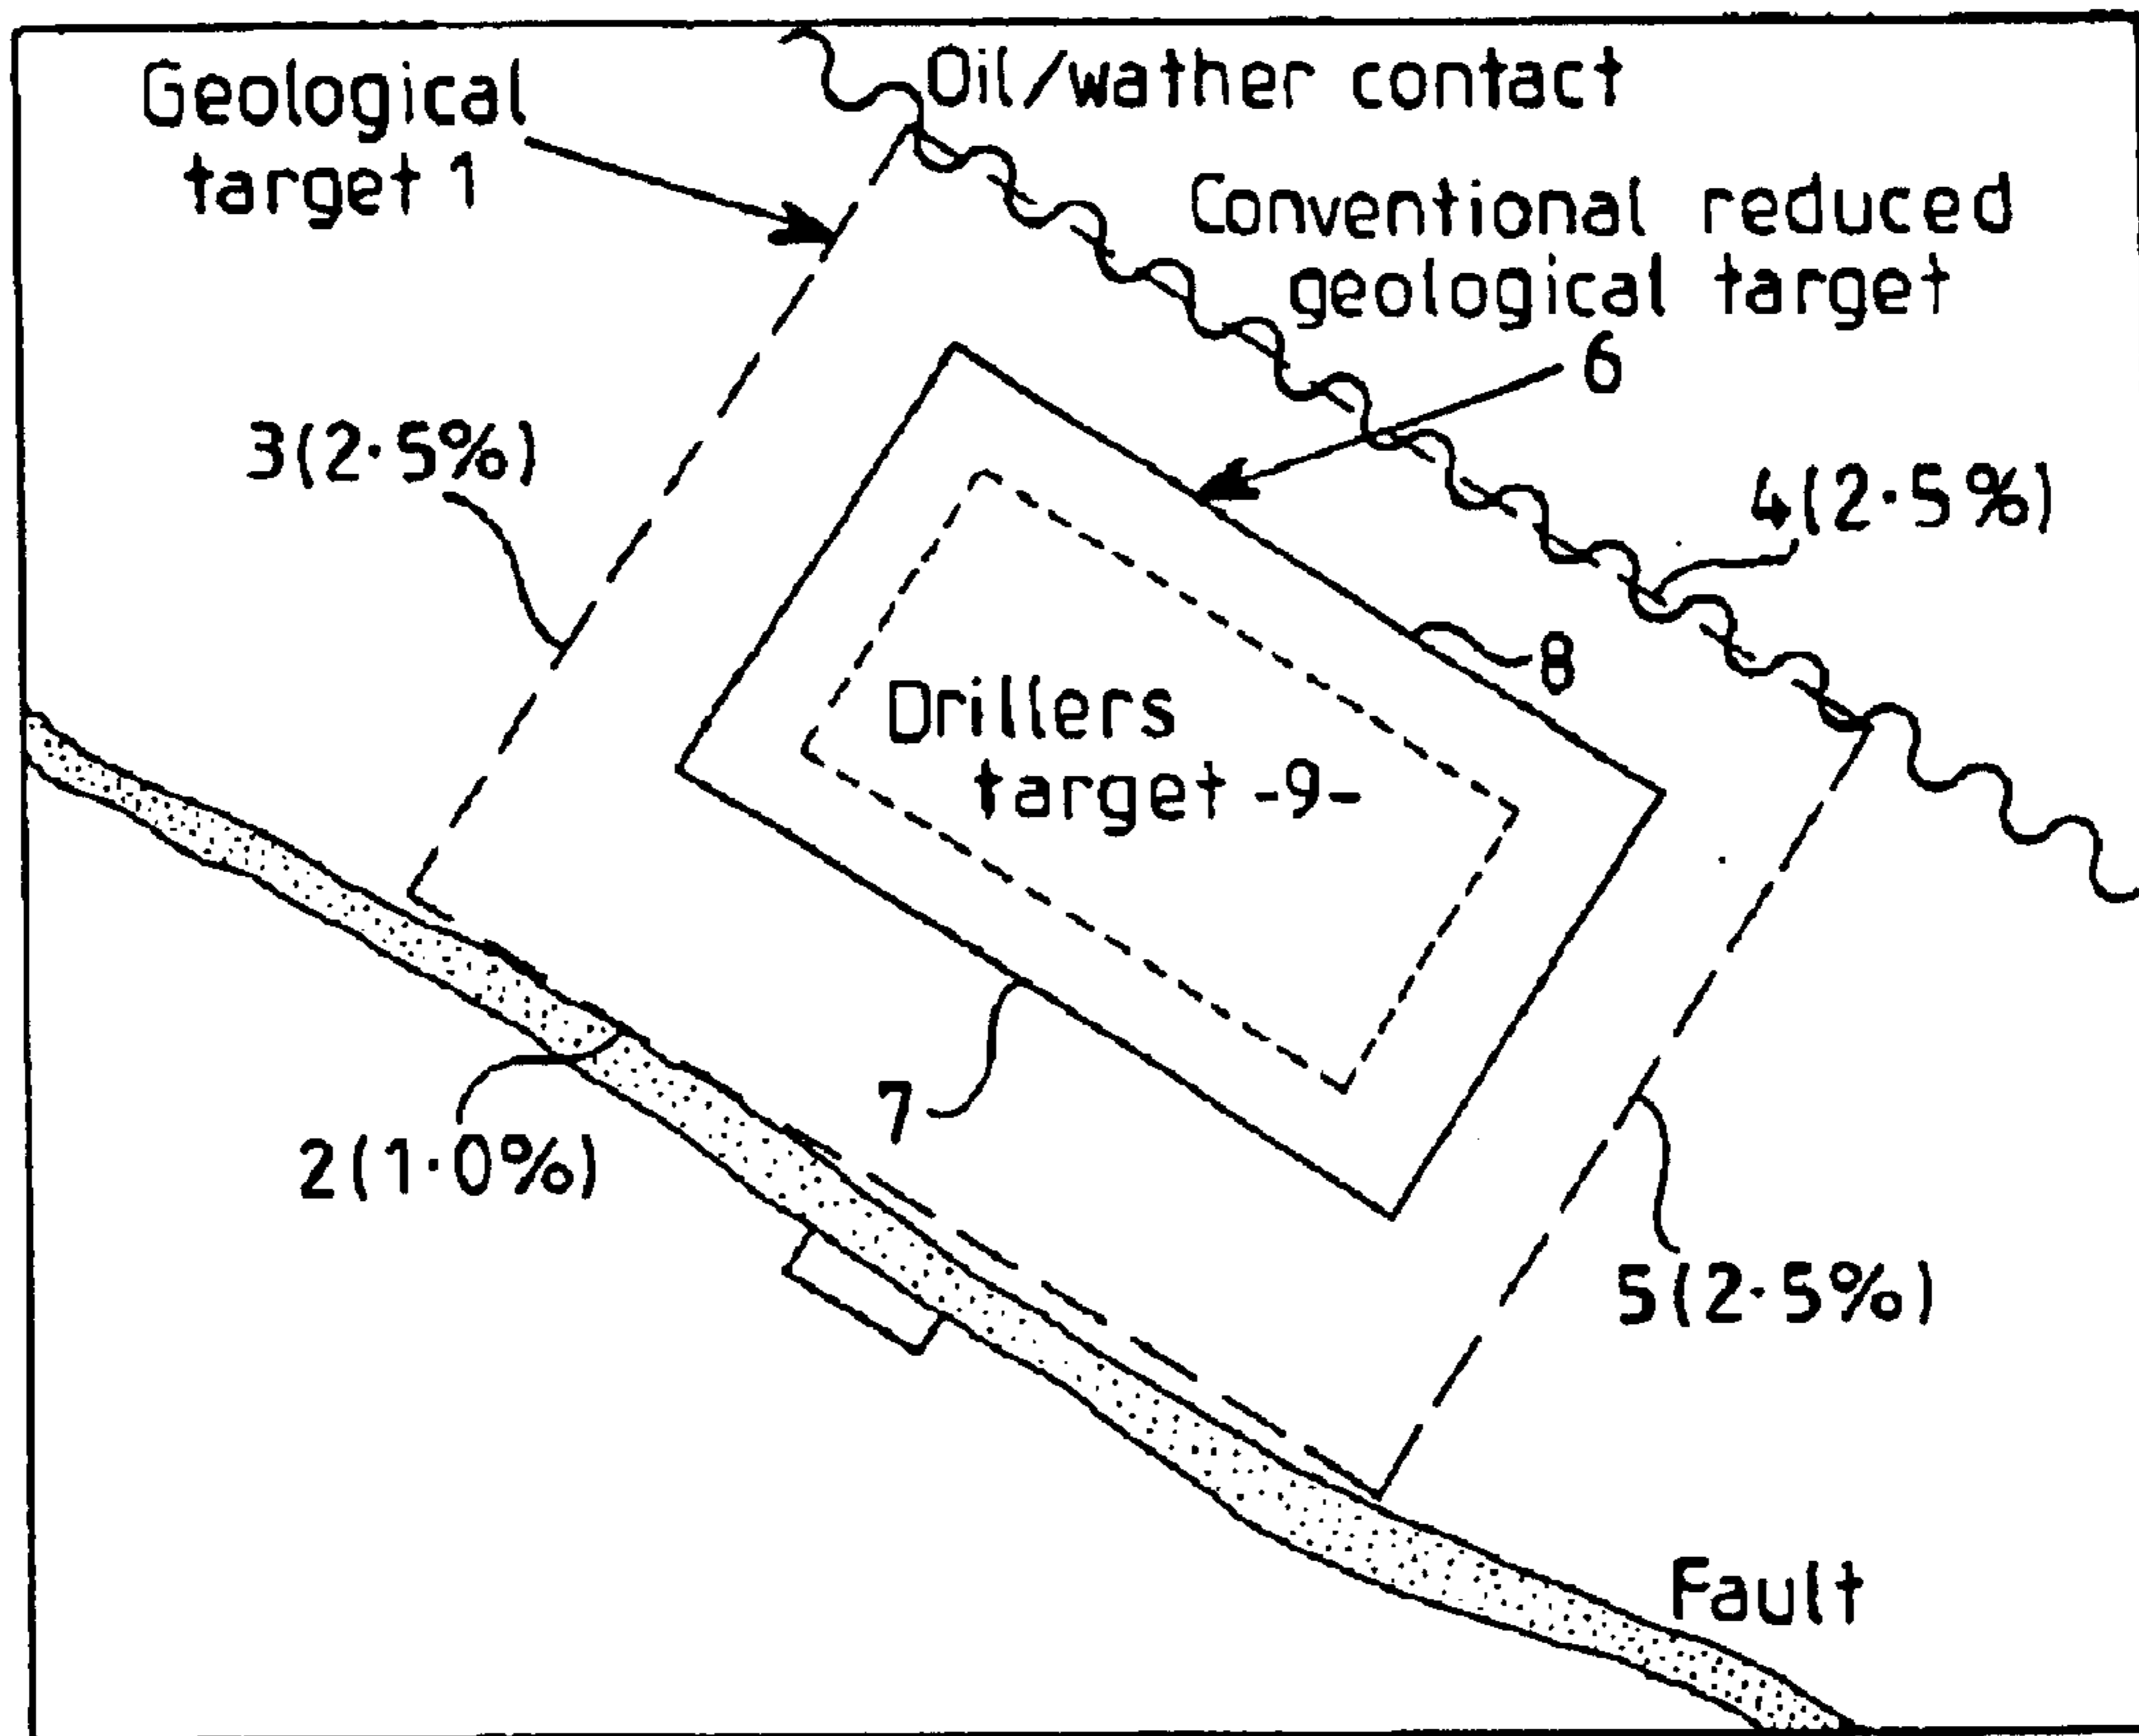 Geological
target 1
Oil/wather contact
Conventional reduced
geological target
6
3(2·5%)
4(2·5%)
8
Drillers
target -9-
7
2(1·0%)
5(2·5%)
Fault